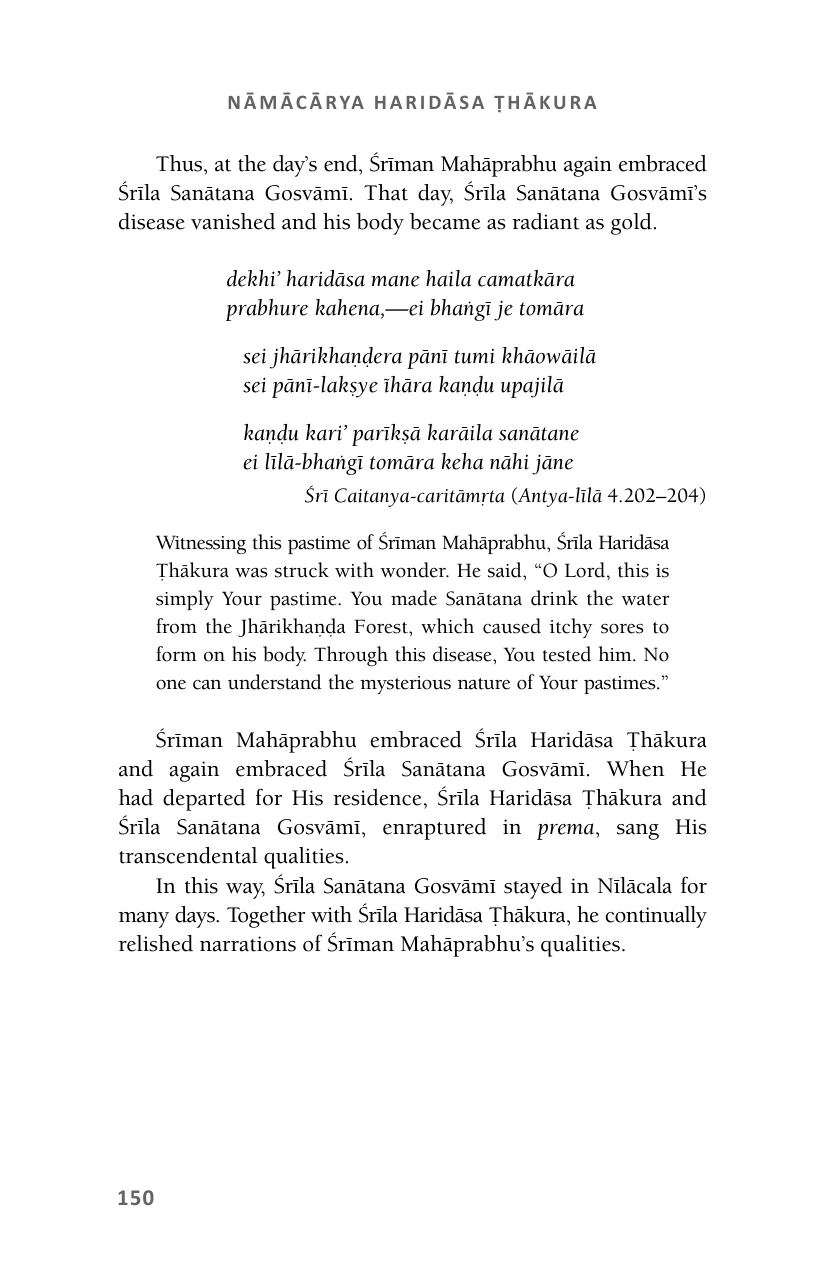 NĀMĀCĀRYA HARIDĀSA ṬHĀKURA
Thus, at the day’s end, Śrīman Mahāprabhu again embraced
Śrīla Sanātana Gosvāmī. That day, Śrīla Sanātana Gosvāmī’s
disease vanished and his body became as radiant as gold.
dekhi’ haridāsa mane haila camatkāra
prabhure kahena,—ei bhaṅgī je tomāra
sei jhārikhaṇḍera pānī tumi khāowāilā
sei pānī-lakṣye īhāra kaṇḍu upajilā
kaṇḍu kari’ parīkṣā karāila sanātane
ei līlā-bhaṅgī tomāra keha nāhi jāne
Śrī Caitanya-caritāmṛta (Antya-līlā 4.202–204)
Witnessing this pastime of Śrīman Mahāprabhu, Śrīla Haridāsa
Ṭhākura was struck with wonder. He said, “O Lord, this is
simply Your pastime. You made Sanātana drink the water
from the Jhārikhaṇḍa Forest, which caused itchy sores to
form on his body. Through this disease, You tested him. No
one can understand the mysterious nature of Your pastimes.”
Śrīman Mahāprabhu embraced Śrīla Haridāsa Ṭhākura
and again embraced Śrīla Sanātana Gosvāmī. When He
had departed for His residence, Śrīla Haridāsa Ṭhākura and
Śrīla Sanātana Gosvāmī, enraptured in prema, sang His
transcendental qualities.
In this way, Śrīla Sanātana Gosvāmī stayed in Nīlācala for
many days. Together with Śrīla Haridāsa Ṭhākura, he continually
relished narrations of Śrīman Mahāprabhu’s qualities.
150